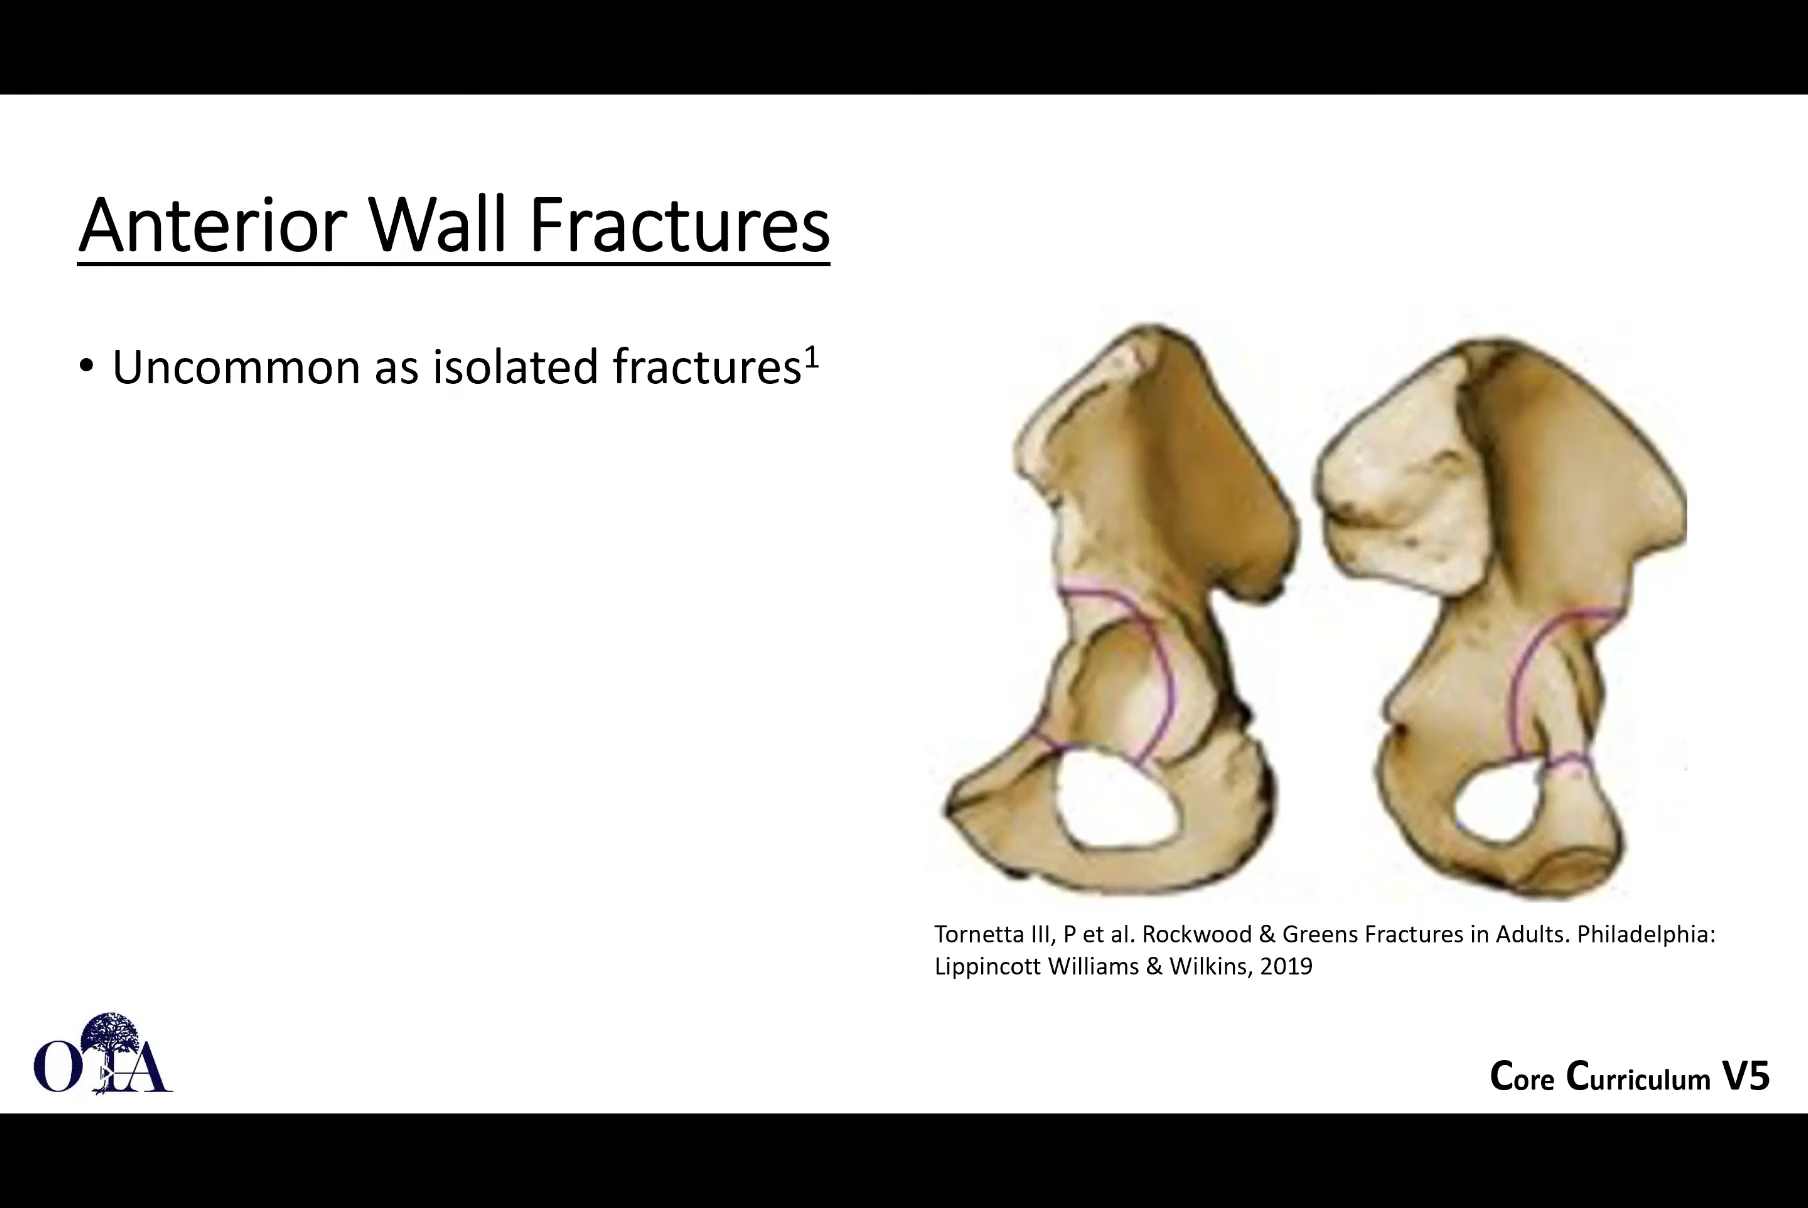 Anterior Wall Fractures
• Uncommon as isolated fractures¹
Tornetta III, P et al. Rockwood & Greens Fractures in Adults. Philadelphia:
Lippincott Williams & Wilkins, 2019
OTA
Core Curriculum V5